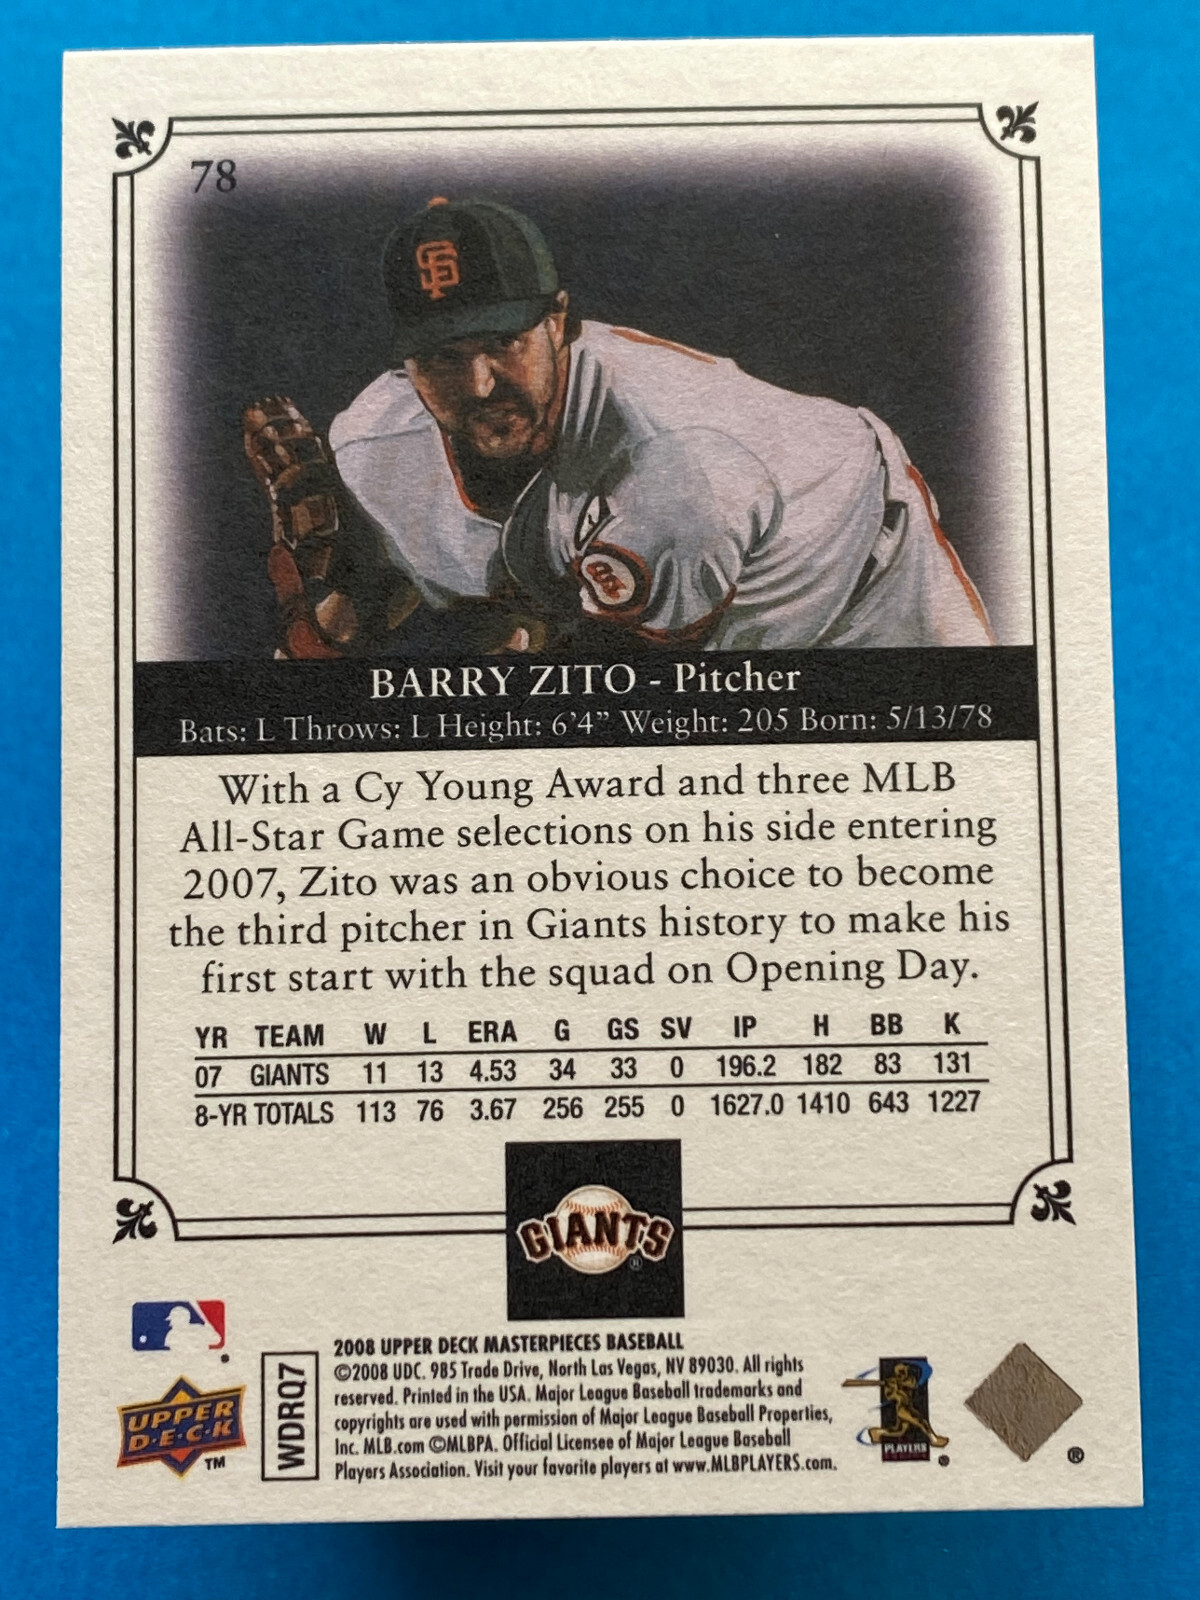 78
SF
BARRY ZITO - Pitcher
Bats: L Throws: L Height: 6'4" Weight: 205 Born: 5/13/78
With a Cy Young Award and three MLB
All-Star Game selections on his side entering
2007, Zito was an obvious choice to become
the third pitcher in Giants history to make his
first start with the squad on Opening Day.
YR TEAM W L ERA G GS SV IP H BB K
07 GIANTS 11 13 4.53 34 33 0 196.2 182 83 131
8-YR TOTALS 113 76 3.67 256 255 0 1627.0 1410 643 1227
GIANTS ®
2008 UPPER DECK MASTERPIECES BASEBALL
©2008 UDC. 985 Trade Drive, North Las Vegas, NV 89030. All rights
reserved. Printed in the USA. Major League Baseball trademarks and
copyrights are used with permission of Major League Baseball Properties,
Inc. MLB.com ©MLBPA. Official Licensee of Major League Baseball
Players Association. Visit your favorite players at www.MLBPLAYERS.com.
WDRQ7
UPPER
D·E·C·K
TM
PLAYERS
®